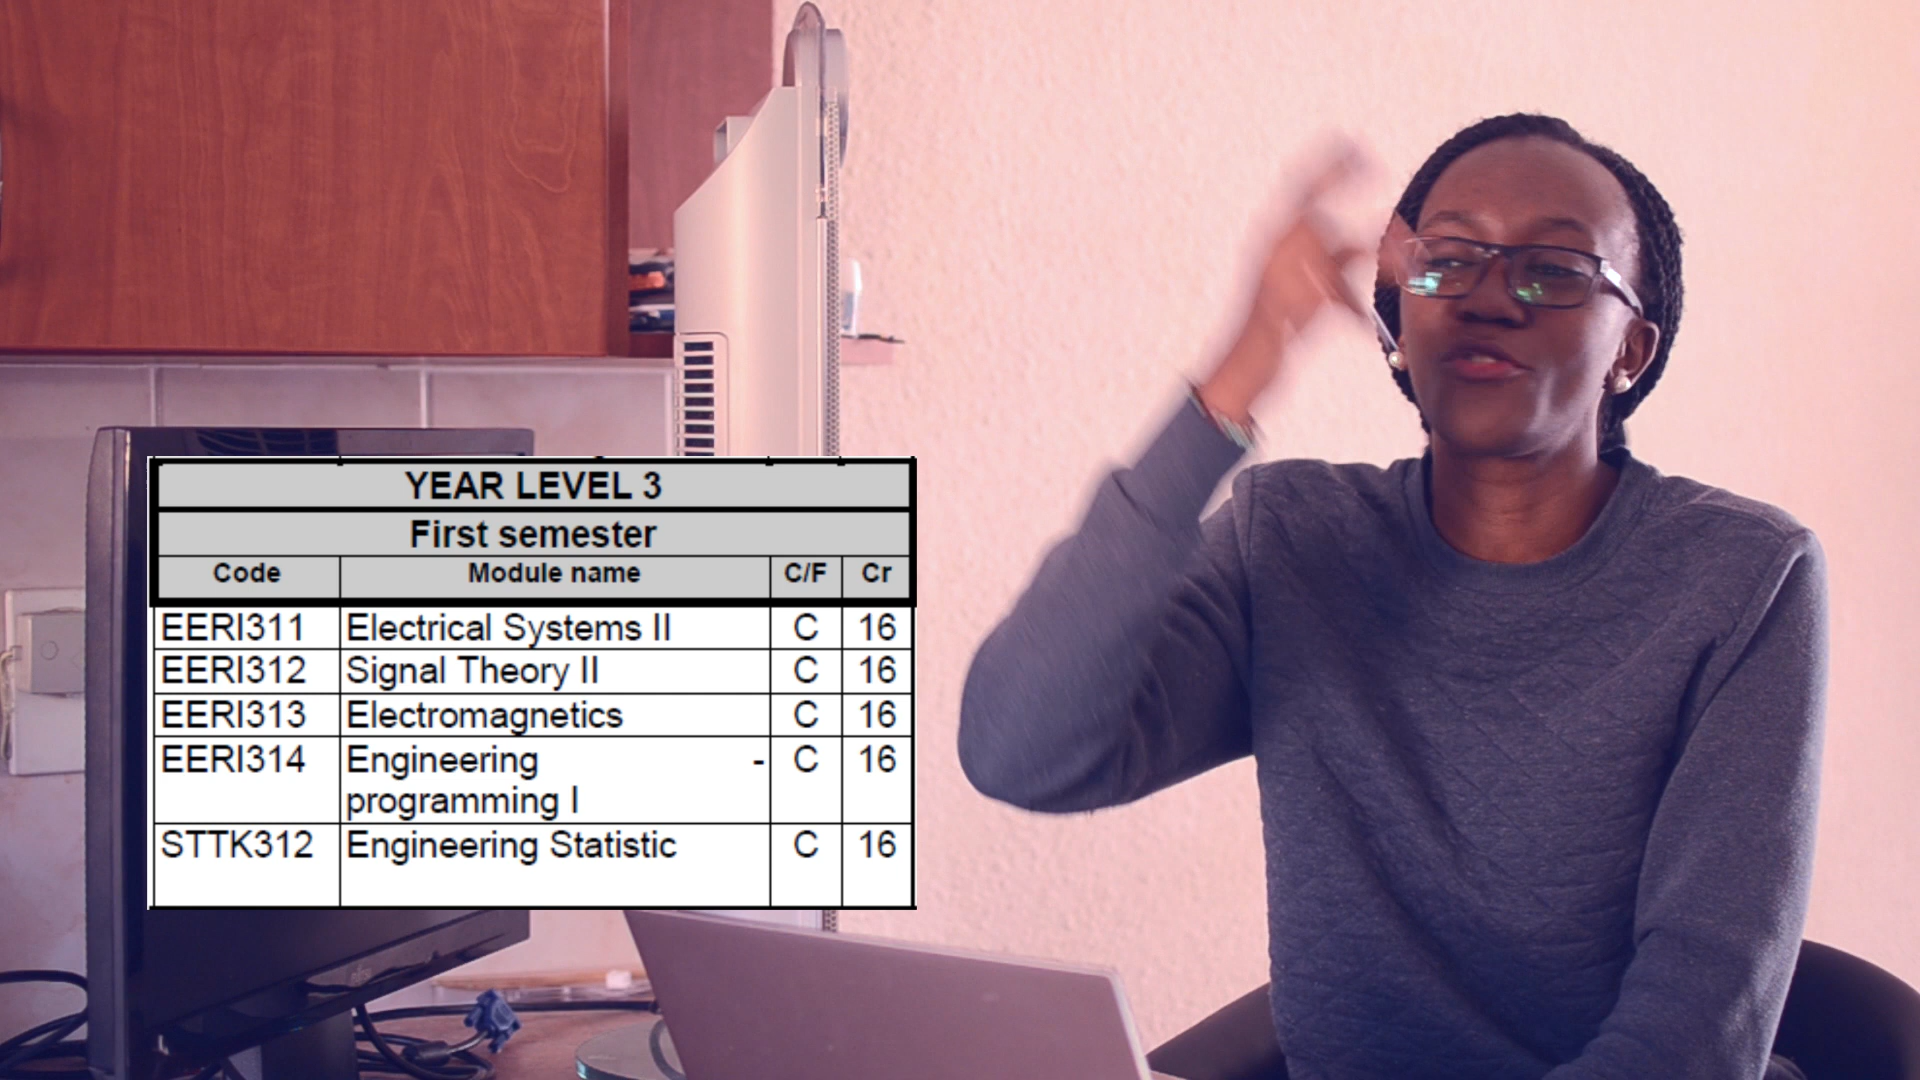 YEAR LEVEL 3
First semester
Code Module name C/F Cr
EERI311 Electrical Systems II C 16
EERI312 Signal Theory II C 16
EERI313 Electromagnetics C 16
EERI314 Engineering - C 16
programming I
STTK312 Engineering Statistic C 16